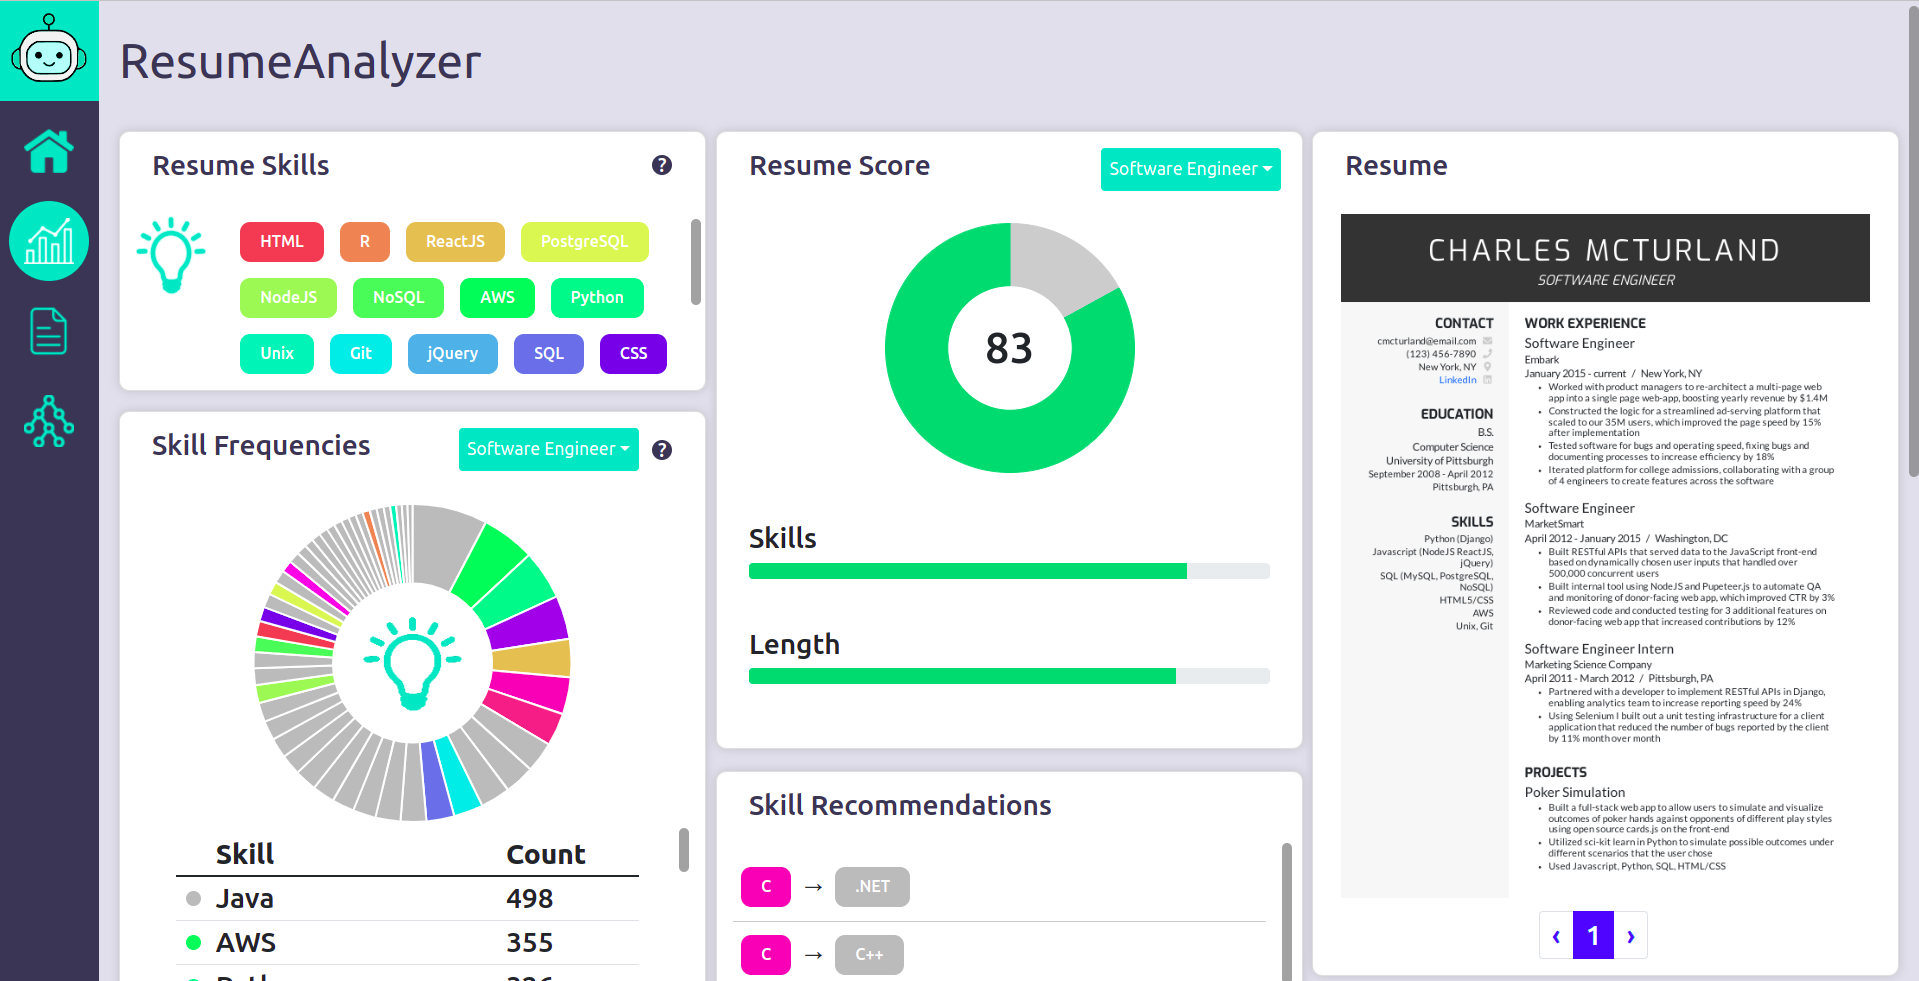 ResumeAnalyzer
Resume Skills
?
HTML R ReactJS PostgreSQL
NodeJS NoSQL AWS Python
Unix Git jQuery SQL CSS
Skill Frequencies
Software Engineer
?
Skill Count
Java 498
AWS 355
Resume Score
Software Engineer
83
Skills
Length
Skill Recommendations
C → .NET
C → C++
Resume
CHARLES MCTURLAND
SOFTWARE ENGINEER
CONTACT
cmcturland@email.com
(123) 456-7890
New York, NY
LinkedIn
EDUCATION
B.S.
Computer Science
University of Pittsburgh
September 2008 - April 2012
Pittsburgh, PA
SKILLS
Python (Django)
Javascript (NodeJS ReactJS,
jQuery)
SQL (MySQL, PostgreSQL,
NoSQL)
HTML5/CSS
AWS
Unix, Git
WORK EXPERIENCE
Software Engineer
Embark
January 2015 - current / New York, NY
• Worked with product managers to re-architect a multi-page web
app into a single page web-app, boosting yearly revenue by $1.4M
• Constructed the logic for a streamlined ad-serving platform that
scaled to our 35M users, which improved the page speed by 15%
after implementation
• Tested software for bugs and operating speed, fixing bugs and
documenting processes to increase efficiency by 18%
• Iterated platform for college admissions, collaborating with a group
of 4 engineers to create features across the software
Software Engineer
MarketSmart
April 2012 - January 2015 / Washington, DC
• Built RESTful APIs that served data to the JavaScript front-end
based on dynamically chosen user inputs that handled over
500,000 concurrent users
• Built internal tool using NodeJS and Pupeteer.js to automate QA
and monitoring of donor-facing web app, which improved CTR by 3%
• Reviewed code and conducted testing for 3 additional features on
donor-facing web app that increased contributions by 12%
Software Engineer Intern
Marketing Science Company
April 2011 - March 2012 / Pittsburgh, PA
• Partnered with a developer to implement RESTful APIs in Django,
enabling analytics team to increase reporting speed by 24%
• Using Selenium I built out a unit testing infrastructure for a client
application that reduced the number of bugs reported by the client
by 11% month over month
PROJECTS
Poker Simulation
• Built a full-stack web app to allow users to simulate and visualize
outcomes of poker hands against opponents of different play styles
using open source cards.js on the front-end
• Utilized sci-kit learn in Python to simulate possible outcomes under
different scenarios that the user chose
• Used Javascript, Python, SQL, HTML/CSS
‹ 1 ›